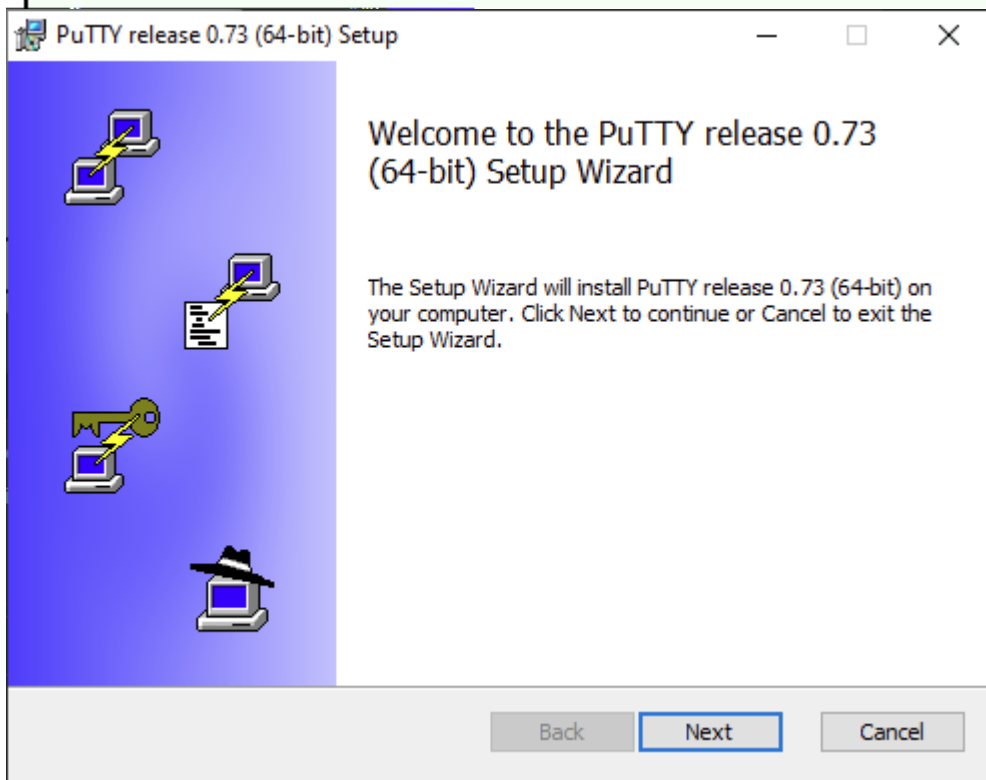 PuTTY release 0.73 (64-bit) Setup
Welcome to the PuTTY release 0.73
(64-bit) Setup Wizard
The Setup Wizard will install PuTTY release 0.73 (64-bit) on
your computer. Click Next to continue or Cancel to exit the
Setup Wizard.
Back Next Cancel